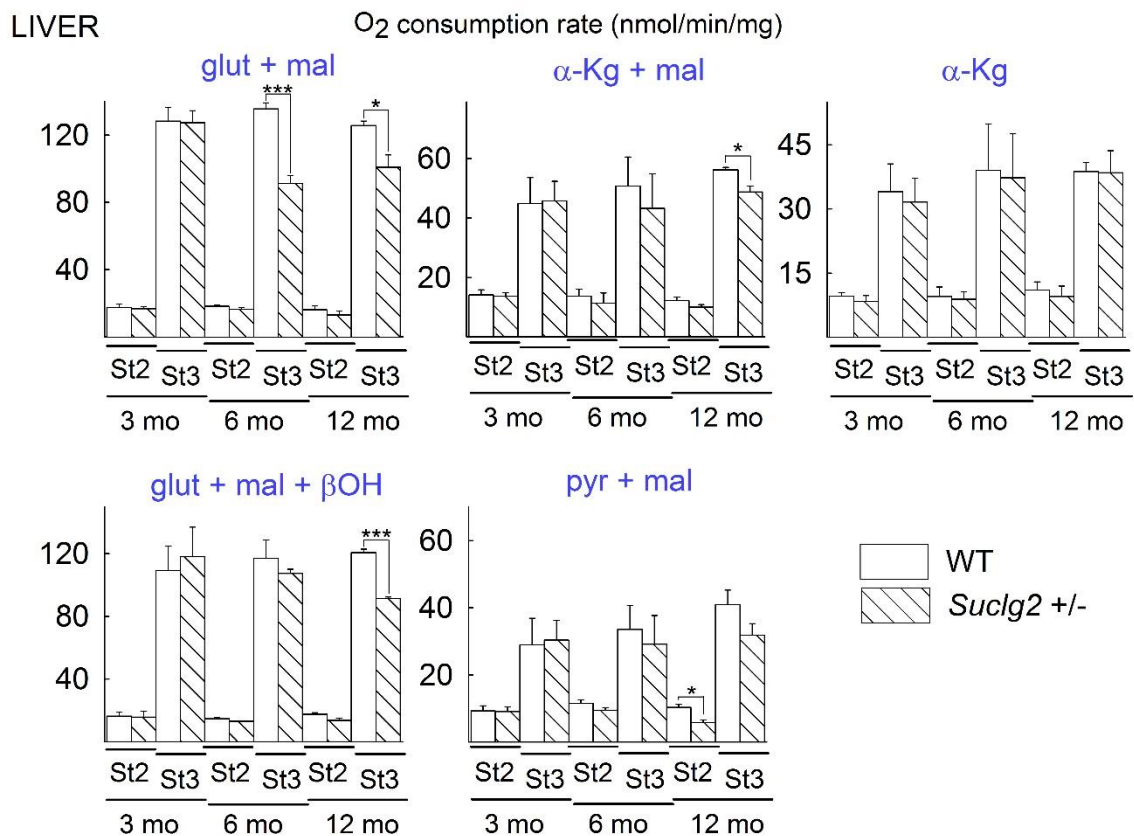 LIVER
O2 consumption rate (nmol/min/mg)
glut + mal
α-Kg + mal
α-Kg
***
*
120
80
40
*
60
40
20
45
30
15
St2 St3 St2 St3 St2 St3
3 mo 6 mo 12 mo
St2 St3 St2 St3 St2 St3
3 mo 6 mo 12 mo
St2 St3 St2 St3 St2 St3
3 mo 6 mo 12 mo
glut + mal + βOH
pyr + mal
***
120
80
40
*
60
40
20
WT
Suclg2 +/-
St2 St3 St2 St3 St2 St3
3 mo 6 mo 12 mo
St2 St3 St2 St3 St2 St3
3 mo 6 mo 12 mo